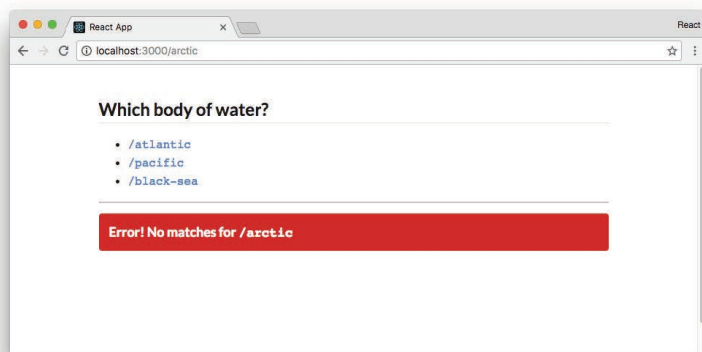 React App
React
localhost:3000/arctic
Which body of water?
/atlantic
/pacific
/black-sea
Error! No matches for /arctic